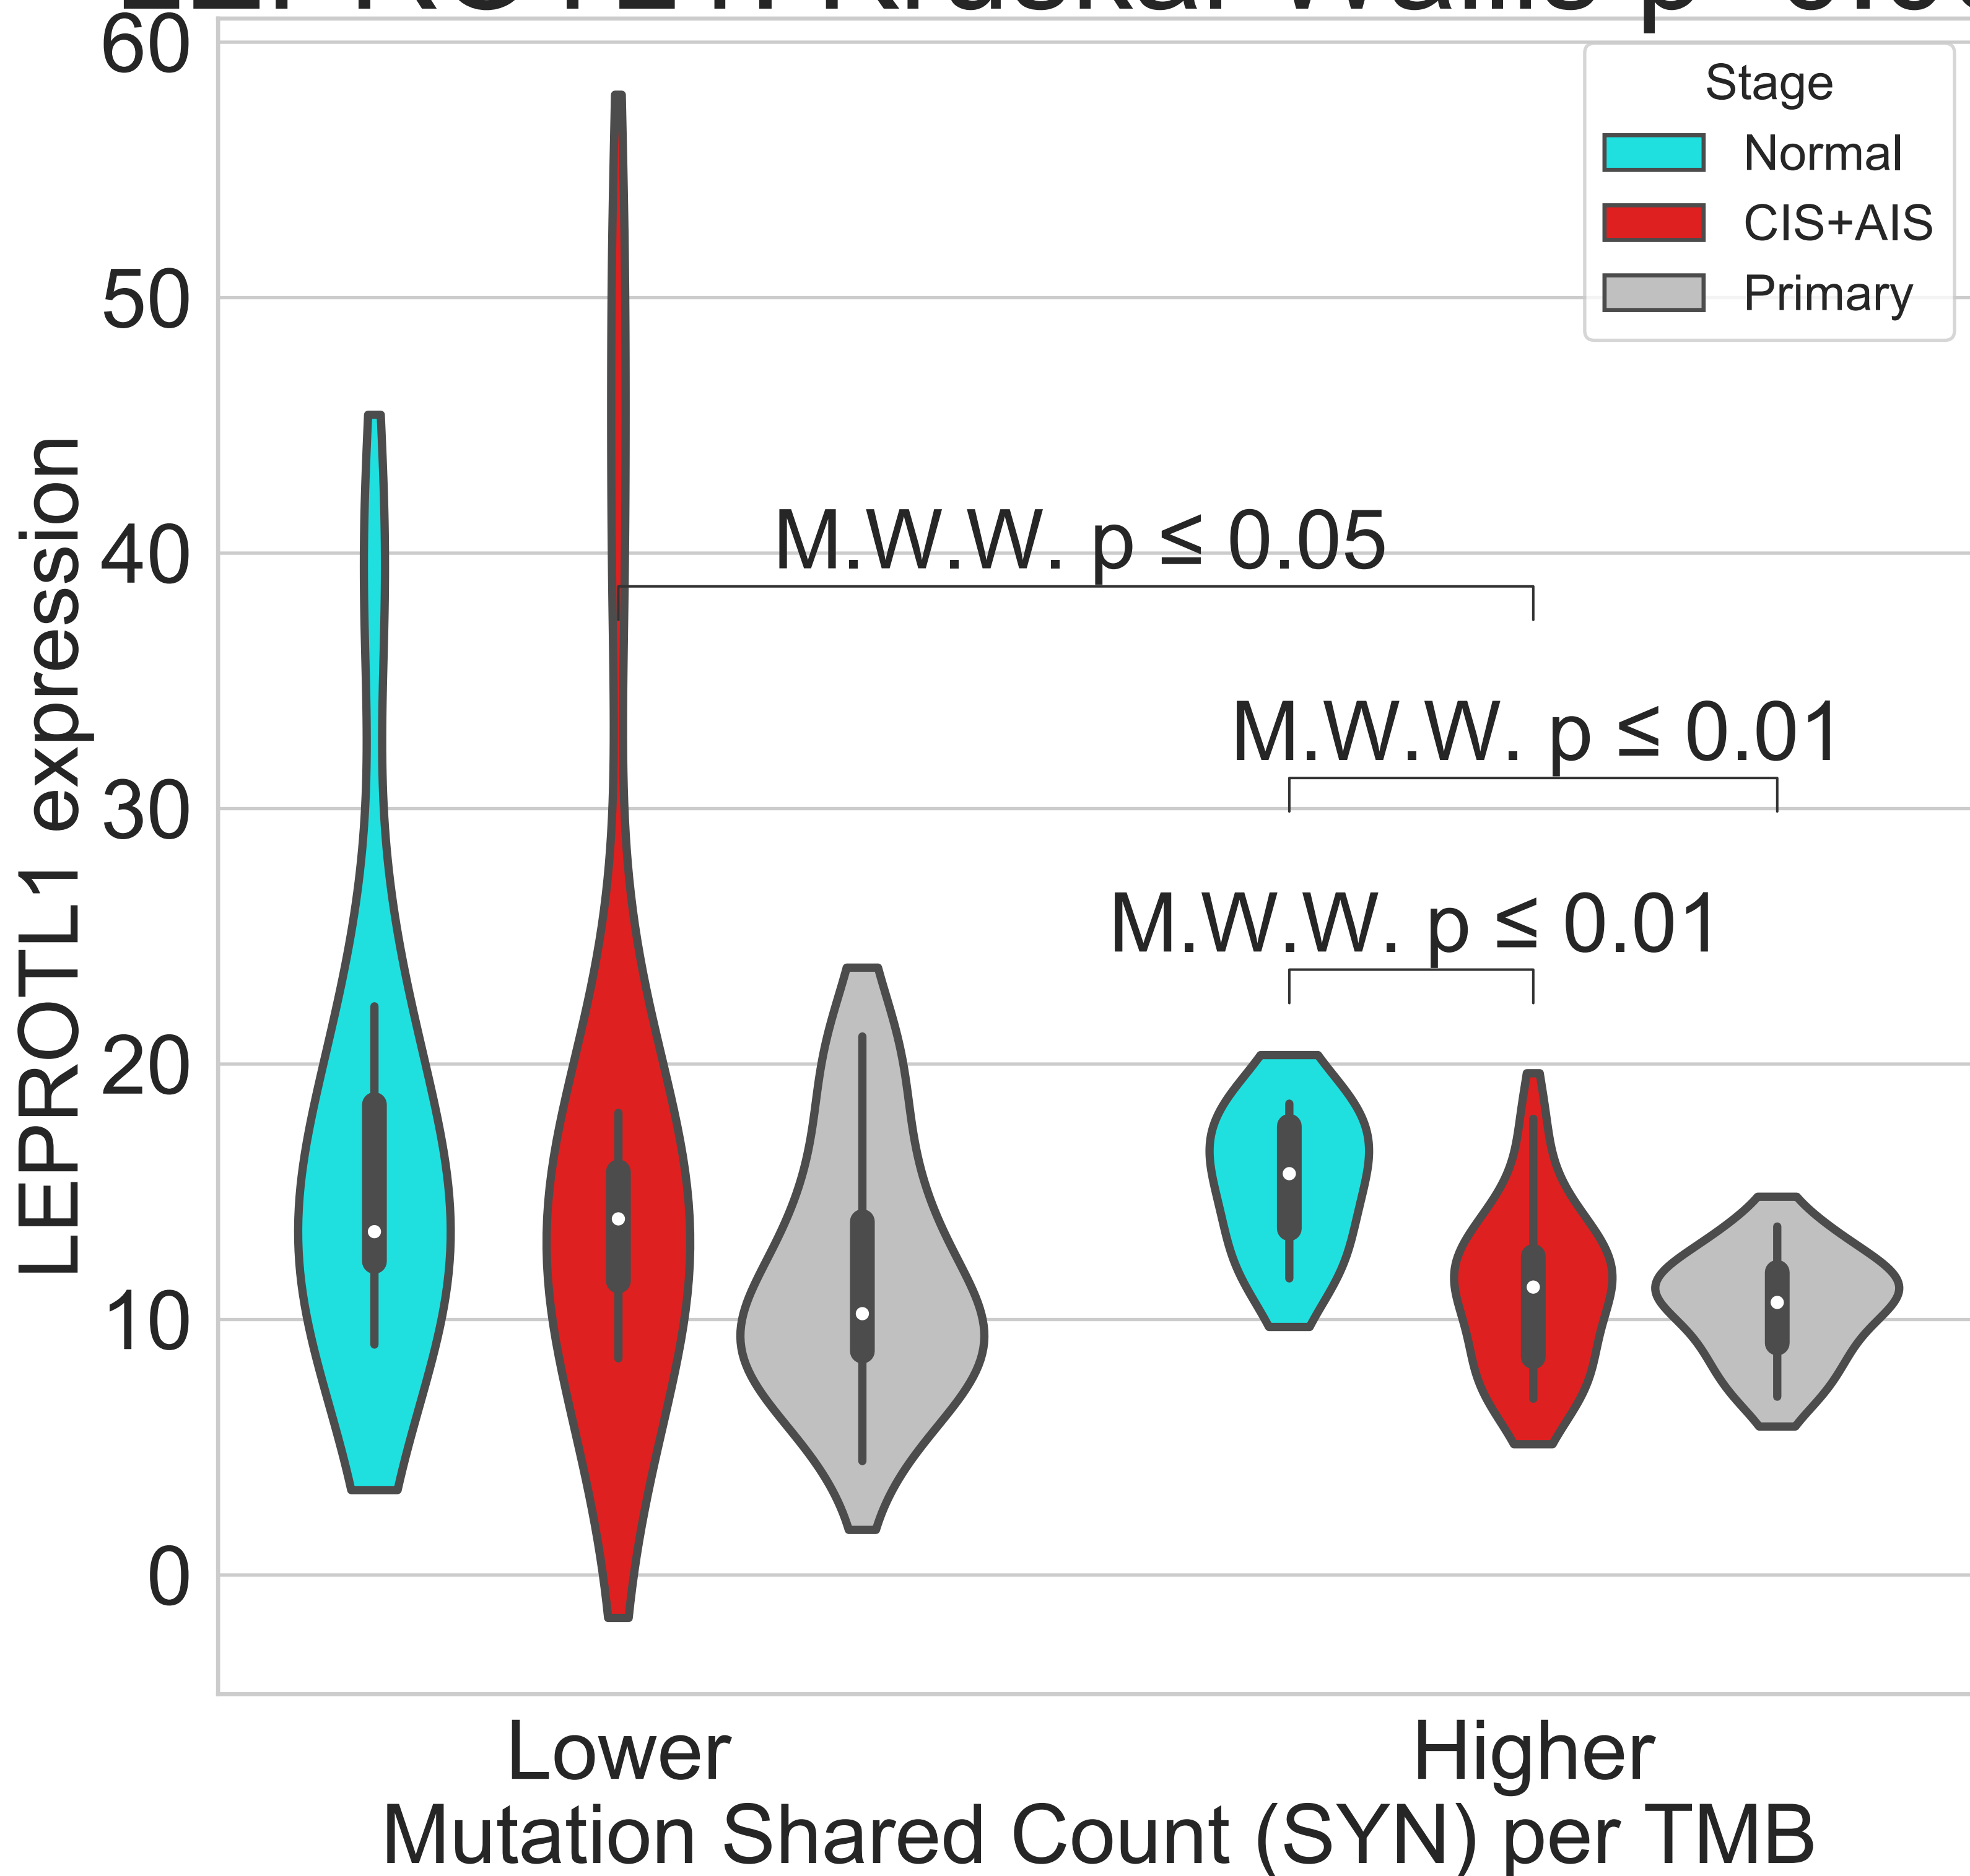 60
50
40
30
20
10
0
LEPROTL1 expression
Stage
Normal
CIS+AIS
Primary
M.W.W. p ≤ 0.05
M.W.W. p ≤ 0.01
M.W.W. p ≤ 0.01
Lower
Higher
Mutation Shared Count (SYN) per TMB